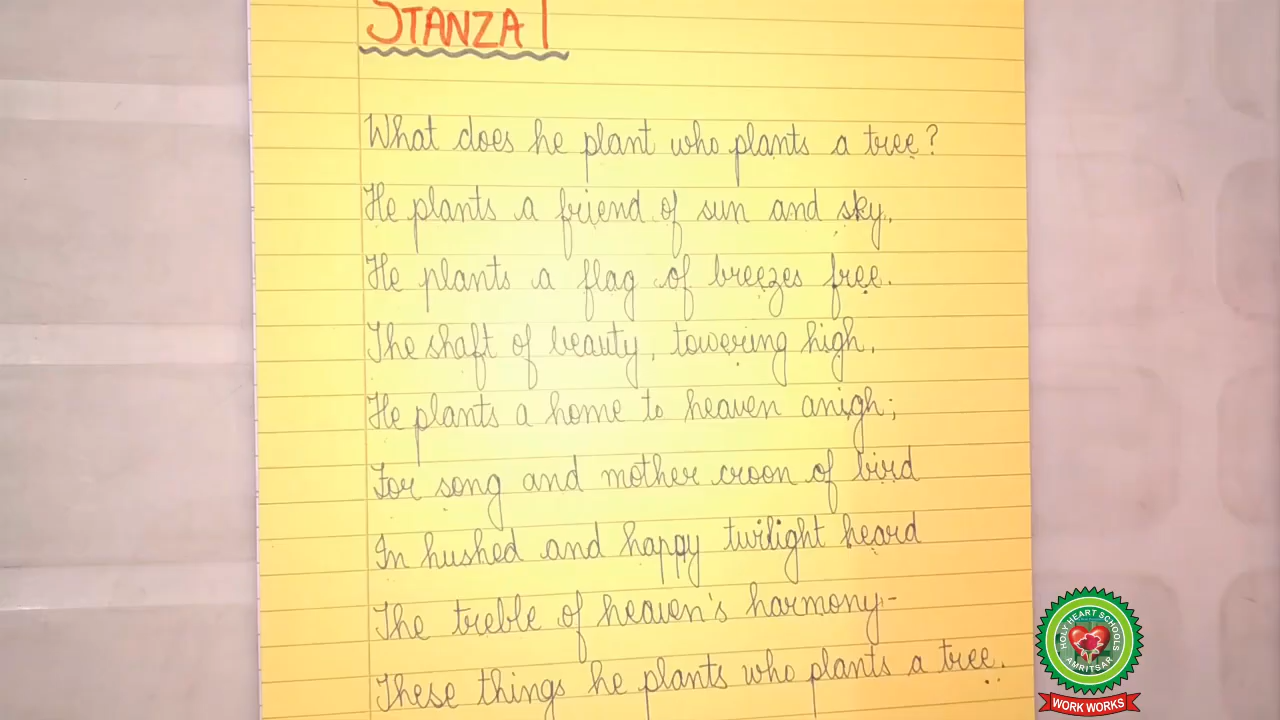 STANZA 1
What does he plant who plants a tree?
He plants a friend of sun and sky,
He plants a flag of breezes free.
The shaft of beauty, towering high,
He plants a home to heaven anigh;
For song and mother croon of bird
In hushed and happy twilight heard
The treble of heaven's harmony-
These things he plants who plants a tree.
HOLY HEART SCHOOLS
AMRITSAR
WORK WORKS